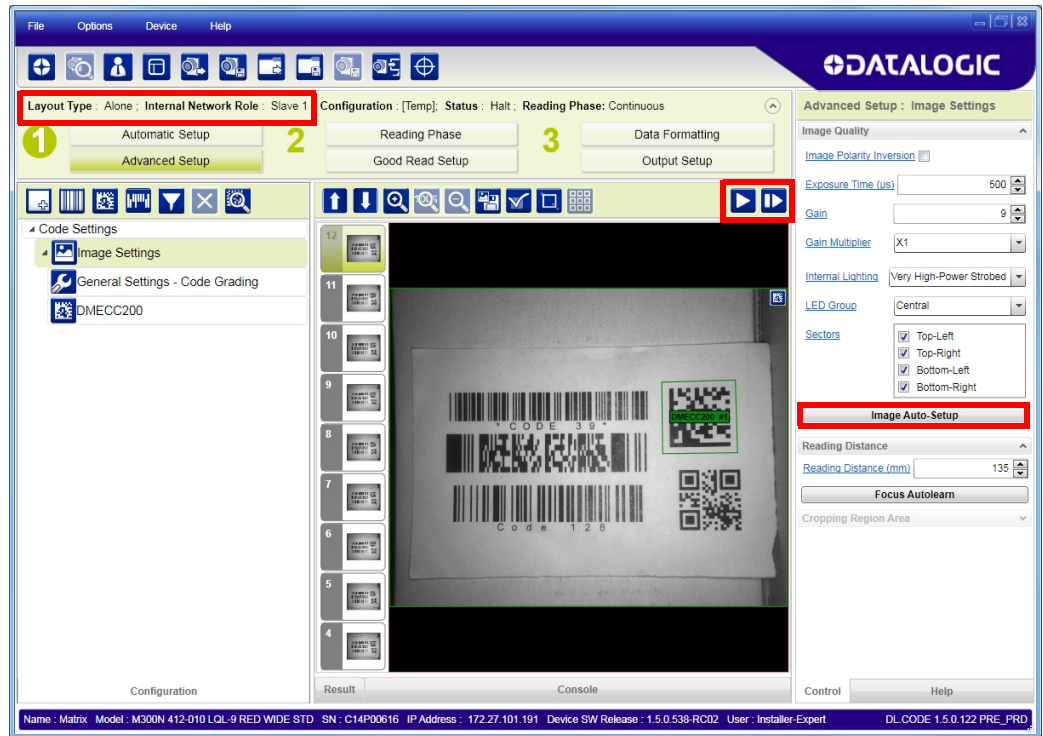 File Options Device Help
DATALOGIC
Layout Type : Alone ; Internal Network Role : Slave 1 Configuration : [Temp]; Status : Halt ; Reading Phase: Continuous
1 Automatic Setup 2 Reading Phase 3 Data Formatting
Advanced Setup Good Read Setup Output Setup
Code Settings
Image Settings
General Settings - Code Grading
DMECC200
Configuration
12
11
10
9
8
7
6
5
4
* CODE 39 *
DMECC200 #1
Code 128
Result Console
Advanced Setup : Image Settings
Image Quality
Image Polarity Inversion
Exposure Time (us) 500
Gain 9
Gain Multiplier X1
Internal Lighting Very High-Power Strobed
LED Group Central
Sectors Top-Left
Top-Right
Bottom-Left
Bottom-Right
Image Auto-Setup
Reading Distance
Reading Distance (mm) 135
Focus Autolearn
Cropping Region Area
Control Help
Name : Matrix Model : M300N 412-010 LQL-9 RED WIDE STD SN : C14P00616 IP Address : 172.27.101.191 Device SW Release : 1.5.0.538-RC02 User : Installer-Expert DL.CODE 1.5.0.122 PRE_PRD